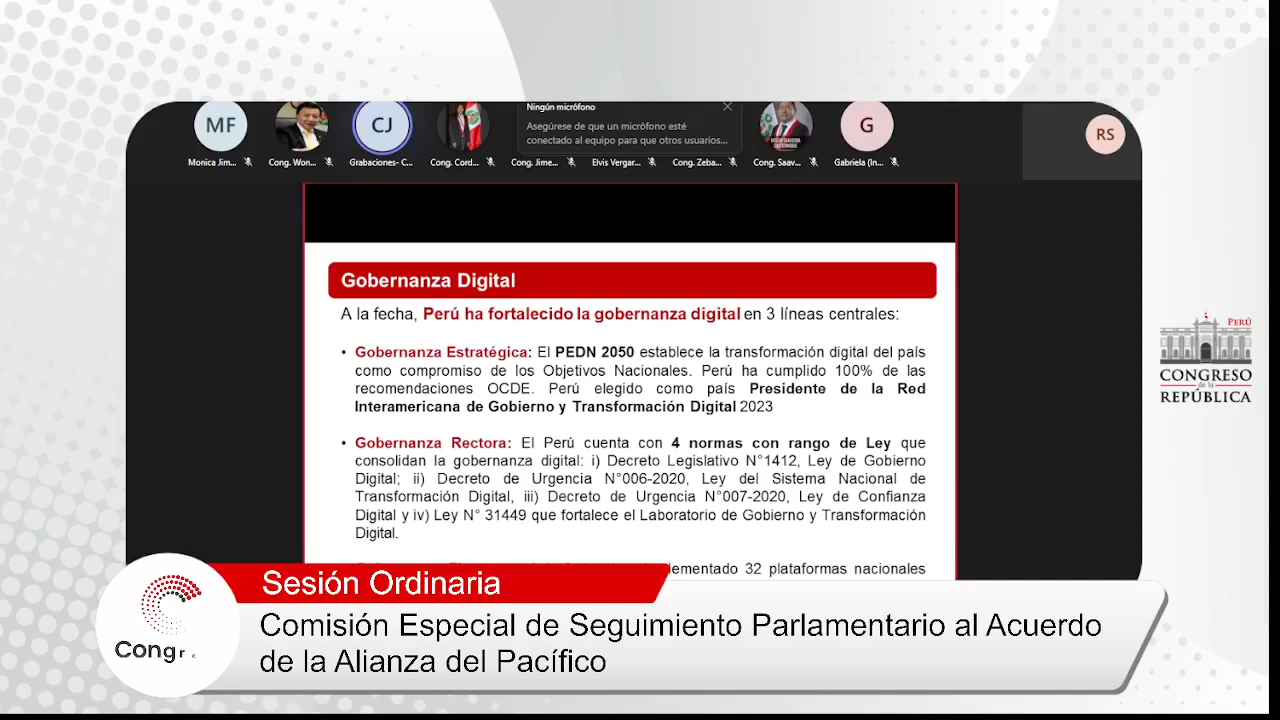 MF
CJ
Ningún micrófono
Asegúrese de que un micrófono esté
conectado al equipo para que otros usuarios...
G
RS
Monica Jim...
Cong. Won...
Grabaciones- C...
Cong. Cord...
Cong. Jime...
Elvis Vergar...
Cong. Zeba...
Cong. Saav...
Gabriela (In...
Gobernanza Digital
A la fecha, Perú ha fortalecido la gobernanza digital en 3 líneas centrales:
• Gobernanza Estratégica: El PEDN 2050 establece la transformación digital del país
como compromiso de los Objetivos Nacionales. Perú ha cumplido 100% de las
recomendaciones OCDE. Perú elegido como país Presidente de la Red
Interamericana de Gobierno y Transformación Digital 2023
• Gobernanza Rectora: El Perú cuenta con 4 normas con rango de Ley que
consolidan la gobernanza digital: i) Decreto Legislativo N°1412, Ley de Gobierno
Digital; ii) Decreto de Urgencia N°006-2020, Ley del Sistema Nacional de
Transformación Digital, iii) Decreto de Urgencia N°007-2020, Ley de Confianza
Digital y iv) Ley N° 31449 que fortalece el Laboratorio de Gobierno y Transformación
Digital.
lementado 32 plataformas nacionales
PERÚ
CONGRESO
de la
REPÚBLICA
Congr
Sesión Ordinaria
Comisión Especial de Seguimiento Parlamentario al Acuerdo
de la Alianza del Pacífico